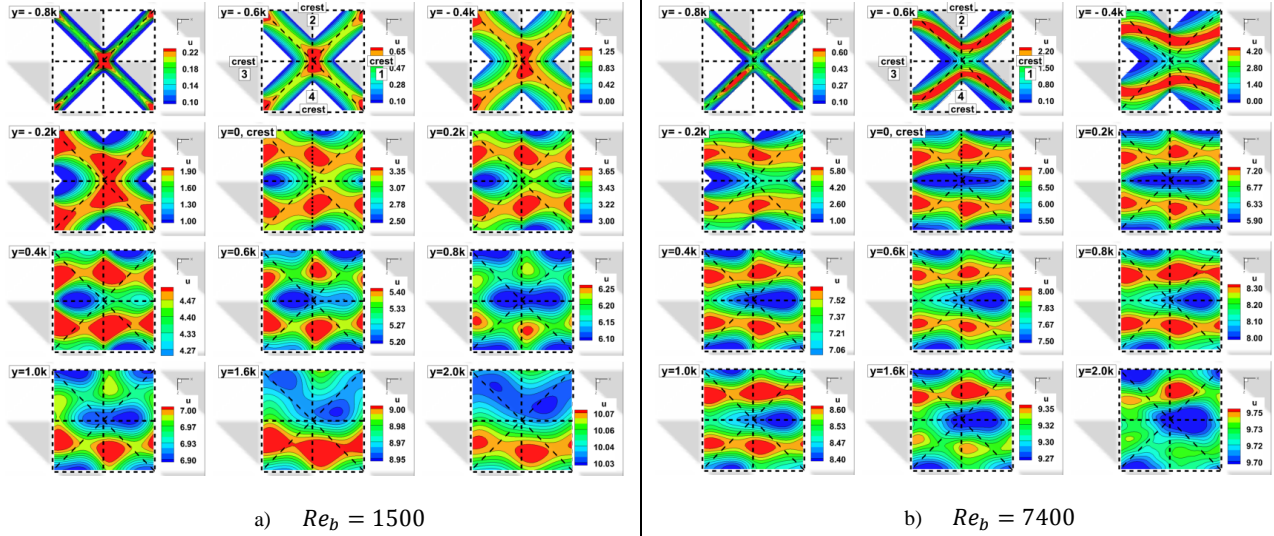 y= - 0.8k
u
0.22
0.18
0.14
0.10
y= - 0.6k
crest
2
crest
3
crest
1
4
crest
u
0.65
0.47
0.28
0.10
y= - 0.4k
u
1.25
0.83
0.42
0.00
y= - 0.2k
u
1.90
1.60
1.30
1.00
y=0, crest
u
3.35
3.07
2.78
2.50
y=0.2k
u
3.65
3.43
3.22
3.00
y=0.4k
u
4.47
4.40
4.33
4.27
y=0.6k
u
5.40
5.33
5.27
5.20
y=0.8k
u
6.25
6.20
6.15
6.10
y=1.0k
u
7.00
6.97
6.93
6.90
y=1.6k
u
9.00
8.98
8.97
8.95
y=2.0k
u
10.07
10.06
10.04
10.03
a) Re_b = 1500
y= - 0.8k
u
0.60
0.43
0.27
0.10
y= - 0.6k
crest
2
crest
3
crest
1
4
crest
u
2.20
1.50
0.80
0.10
y= - 0.4k
u
4.20
2.80
1.40
0.00
y= - 0.2k
u
5.80
4.20
2.60
1.00
y=0, crest
u
7.00
6.50
6.00
5.50
y=0.2k
u
7.20
6.77
6.33
5.90
y=0.4k
u
7.52
7.37
7.21
7.06
y=0.6k
u
8.00
7.83
7.67
7.50
y=0.8k
u
8.30
8.20
8.10
8.00
y=1.0k
u
8.60
8.53
8.47
8.40
y=1.6k
u
9.35
9.32
9.30
9.27
y=2.0k
u
9.75
9.73
9.72
9.70
b) Re_b = 7400